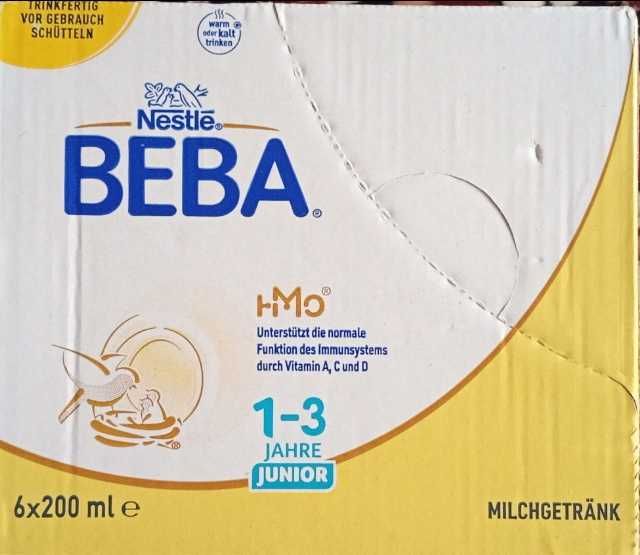 TRINKFERTIG
VOR GEBRAUCH
SCHÜTTELN
warm
oder kalt
trinken
Nestlé®
BEBA®
HMO®
Unterstützt die normale
Funktion des Immunsystems
durch Vitamin A, C und D
1-3
JAHRE
JUNIOR
®
6x200 ml ℮
MILCHGETRÄNK